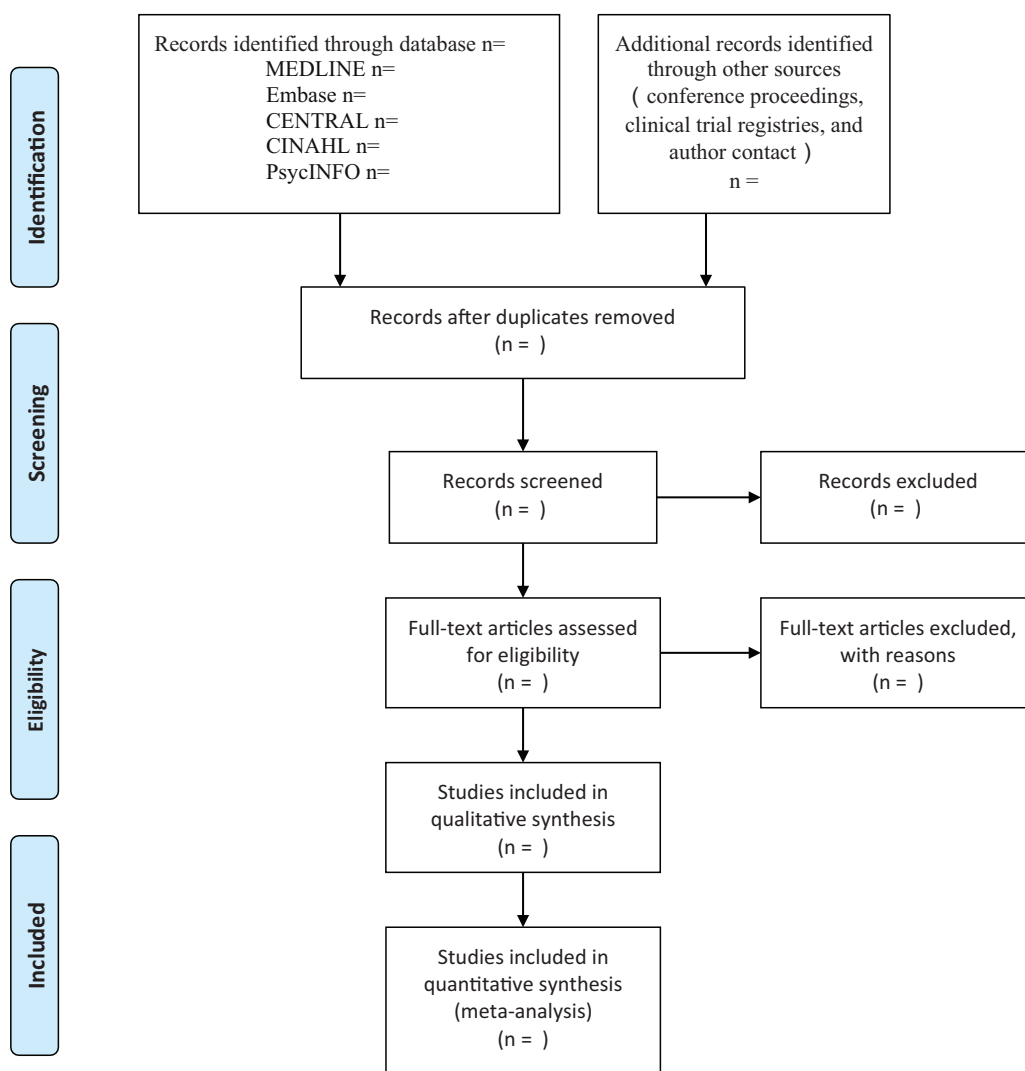 Identification
Records identified through database n=
MEDLINE n=
Embase n=
CENTRAL n=
CINAHL n=
PsycINFO n=
Additional records identified
through other sources
( conference proceedings,
clinical trial registries, and
author contact )
n =
Screening
Records after duplicates removed
(n = )
Records screened
(n = )
Records excluded
(n = )
Eligibility
Full-text articles assessed
for eligibility
(n = )
Full-text articles excluded,
with reasons
(n = )
Included
Studies included in
qualitative synthesis
(n = )
Studies included in
quantitative synthesis
(meta-analysis)
(n = )